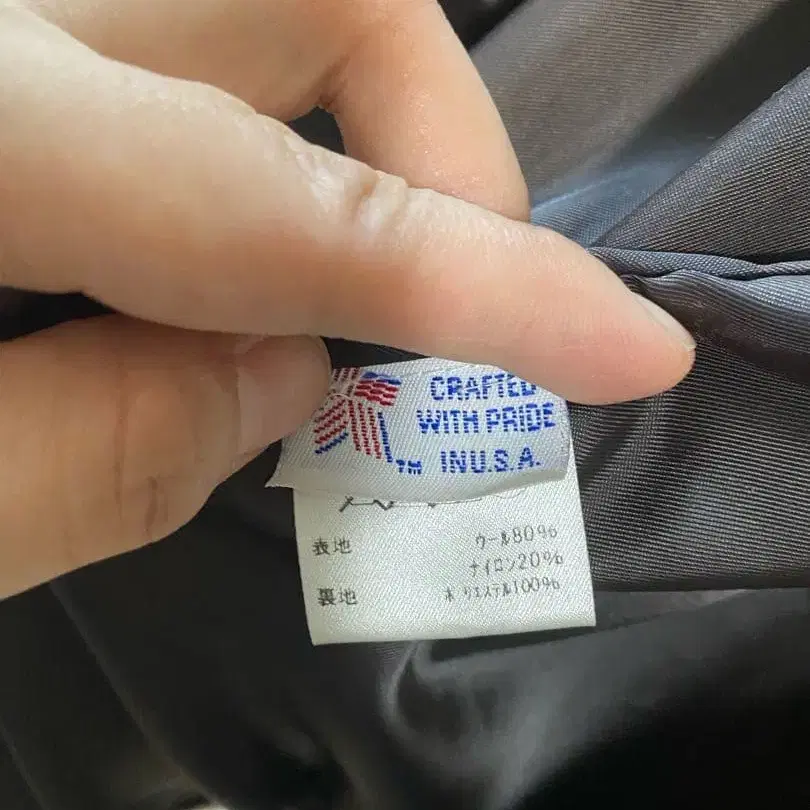 CRAFTED
WITH PRIDE
TM IN U.S.A.
表地 ウール80%
ナイロン20%
裏地 ポリエステル100%